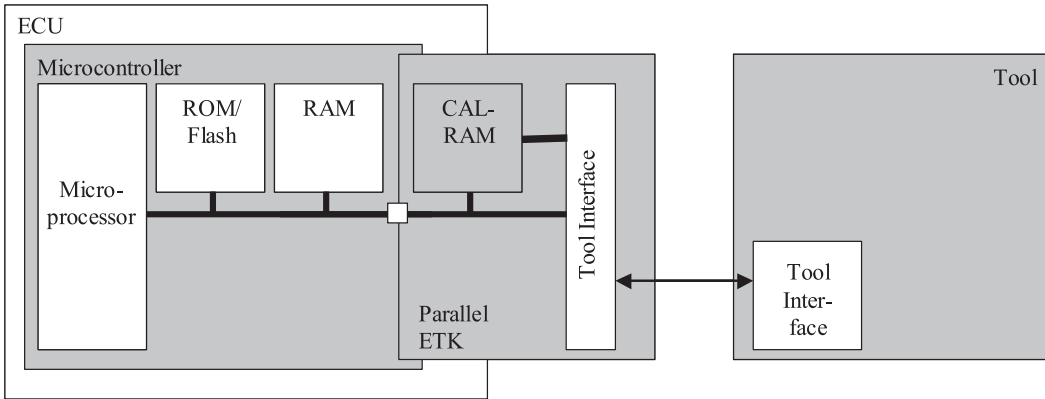 ECU
Microcontroller
Tool
ROM/
Flash
RAM
CAL-
RAM
Micro-
processor
Tool Interface
Parallel
ETK
Tool
Inter-
face